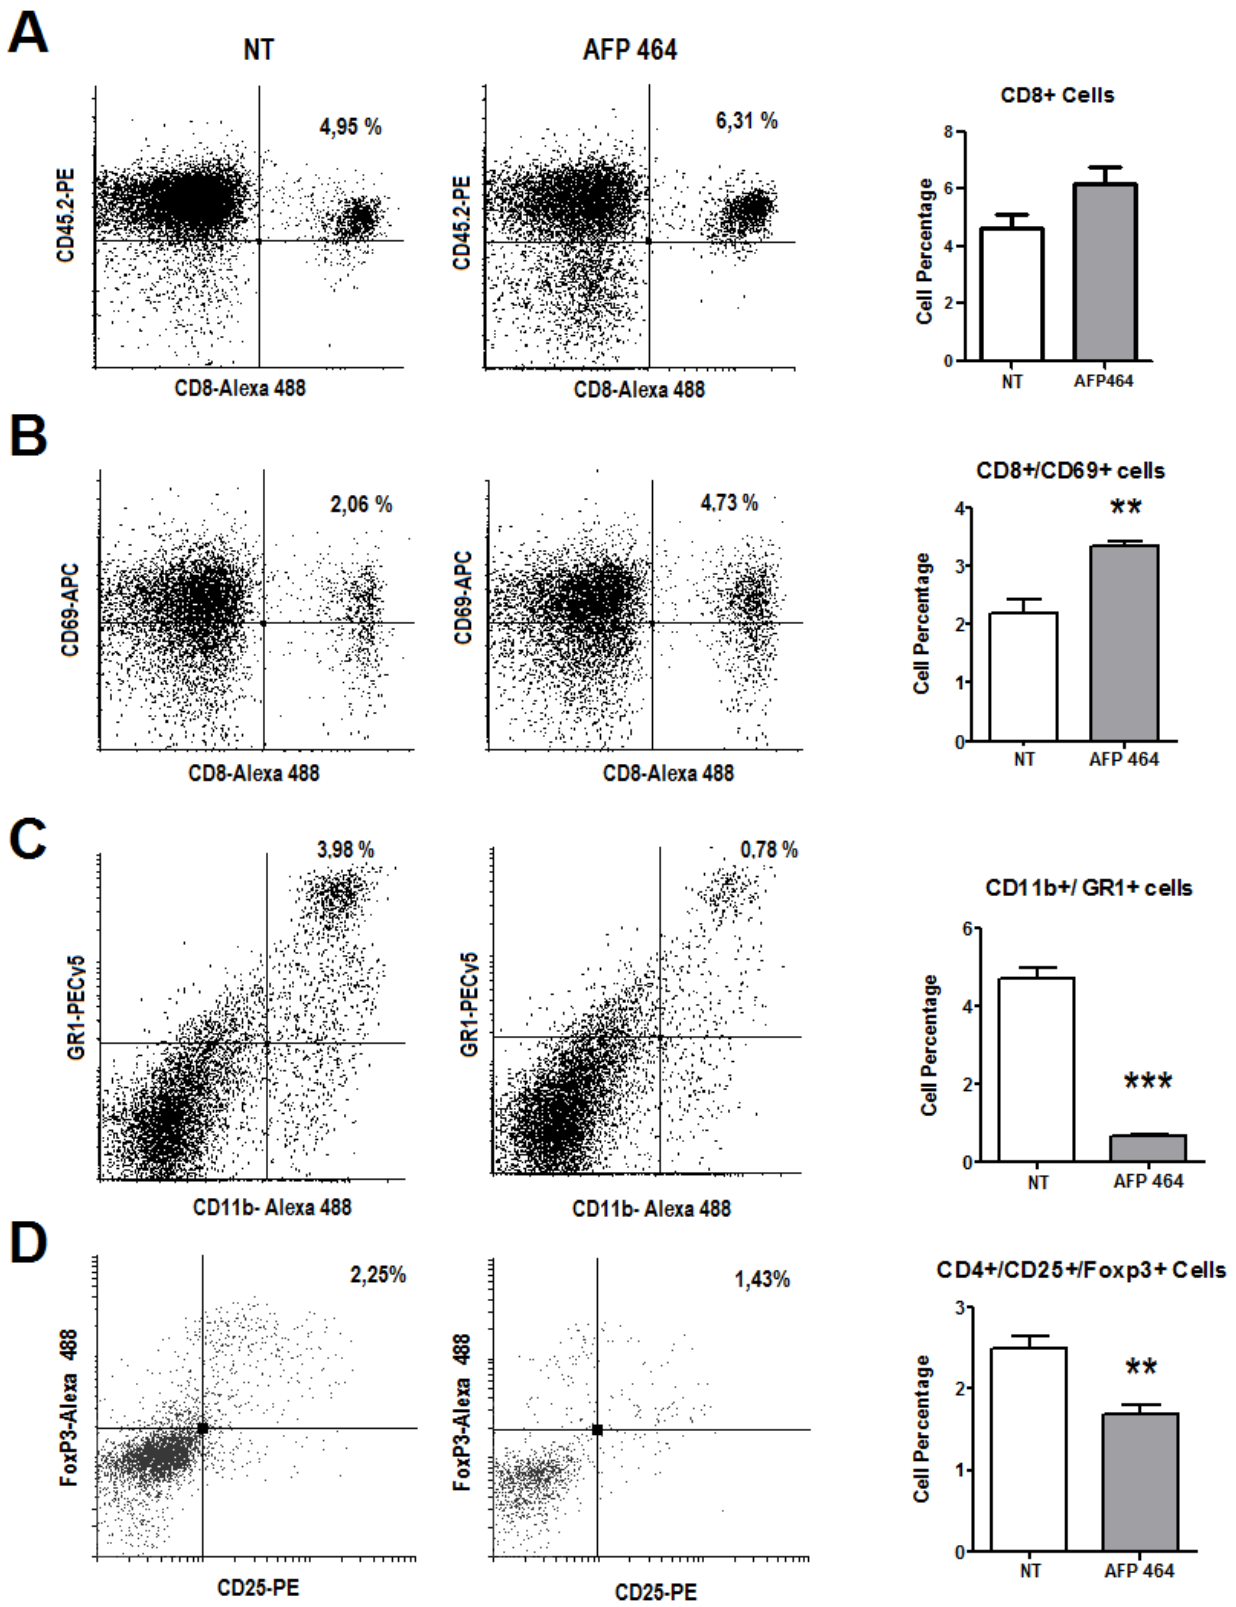 A
NT
AFP 464
CD8+ Cells
4,95 %
6,31 %
CD45.2-PE
CD45.2-PE
Cell Percentage
8
6
4
2
0
NT
AFP464
CD8-Alexa 488
CD8-Alexa 488
B
CD8+/CD69+ cells
2,06 %
4,73 %
**
CD69-APC
CD69-APC
Cell Percentage
4
3
2
1
0
NT
AFP 464
CD8-Alexa 488
CD8-Alexa 488
C
3,98 %
0,78 %
CD11b+/ GR1+ cells
GR1-PECy5
GR1-PECy5
Cell Percentage
6
4
2
0
***
NT
AFP 464
CD11b- Alexa 488
CD11b- Alexa 488
D
2,25%
1,43%
CD4+/CD25+/Foxp3+ Cells
FoxP3-Alexa 488
FoxP3-Alexa 488
Cell Percentage
3
2
1
0
**
NT
AFP 464
CD25-PE
CD25-PE